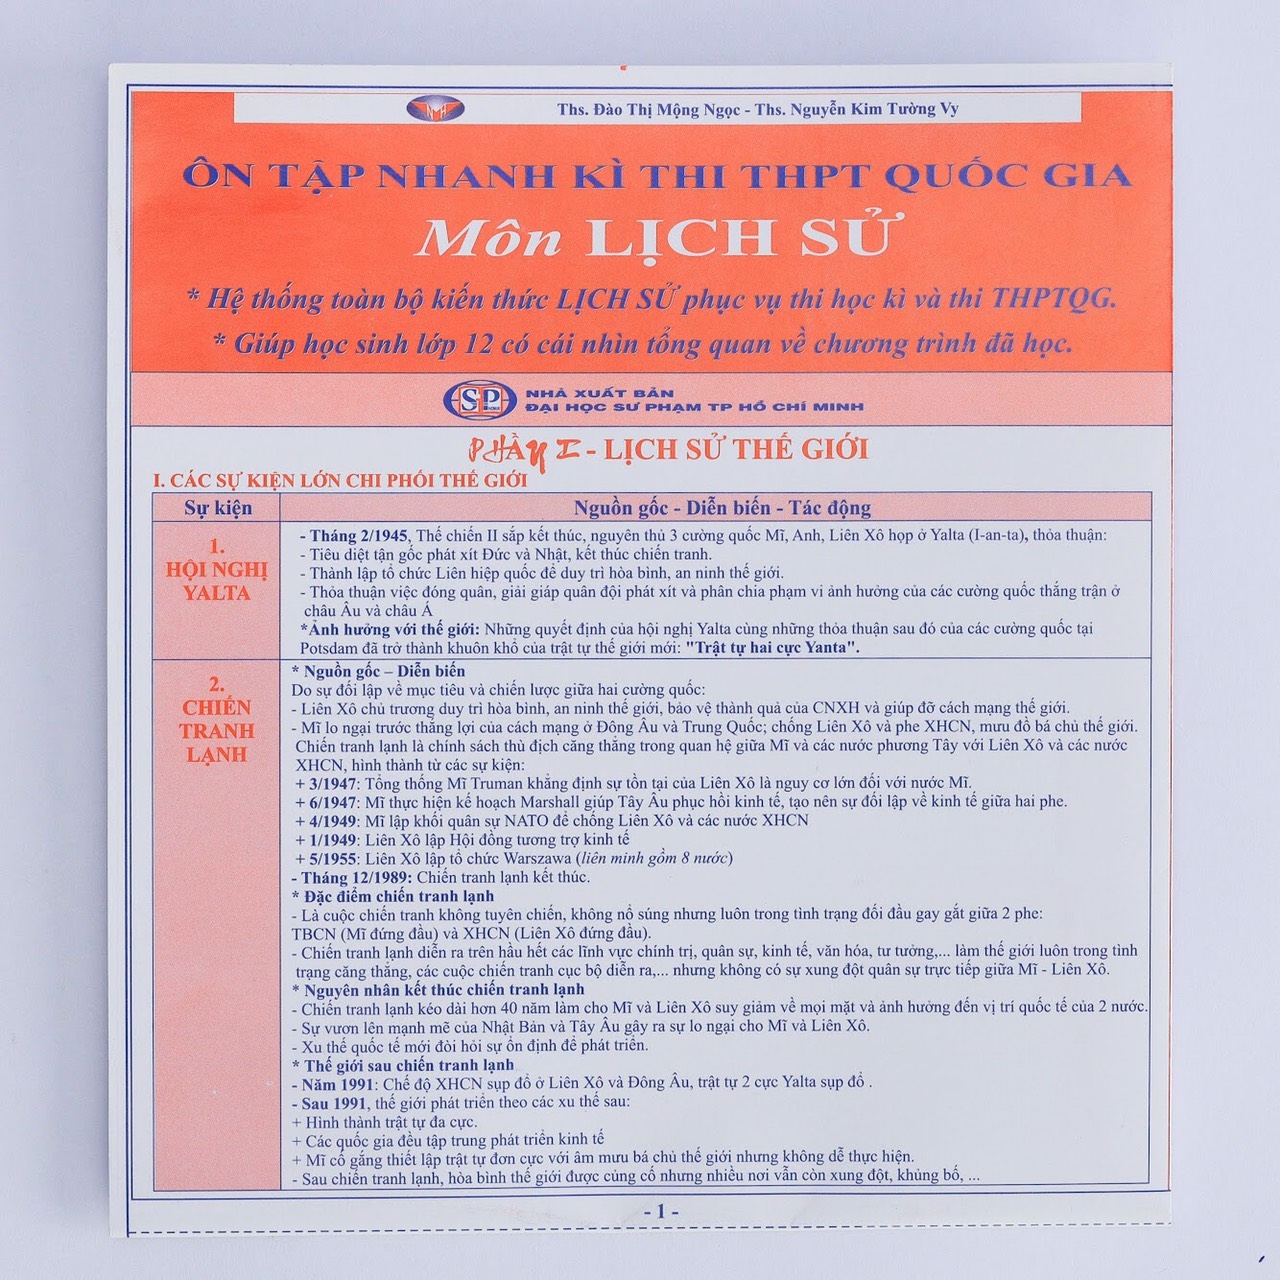 NMH
Ths. Đào Thị Mộng Ngọc - Ths. Nguyễn Kim Tường Vy
ÔN TẬP NHANH KÌ THI THPT QUỐC GIA
Môn LỊCH SỬ
* Hệ thống toàn bộ kiến thức LỊCH SỬ phục vụ thi học kì và thi THPTQG.
* Giúp học sinh lớp 12 có cái nhìn tổng quan về chương trình đã học.
SP
NHÀ XUẤT BẢN
ĐẠI HỌC SƯ PHẠM TP HỒ CHÍ MINH
PHẦN I - LỊCH SỬ THẾ GIỚI
I. CÁC SỰ KIỆN LỚN CHI PHỐI THẾ GIỚI
Sự kiện
Nguồn gốc - Diễn biến - Tác động
1.
HỘI NGHỊ
YALTA
- Tháng 2/1945, Thế chiến II sắp kết thúc, nguyên thủ 3 cường quốc Mĩ, Anh, Liên Xô họp ở Yalta (I-an-ta), thỏa thuận:
- Tiêu diệt tận gốc phát xít Đức và Nhật, kết thúc chiến tranh.
- Thành lập tổ chức Liên hiệp quốc để duy trì hòa bình, an ninh thế giới.
- Thỏa thuận việc đóng quân, giải giáp quân đội phát xít và phân chia phạm vi ảnh hưởng của các cường quốc thắng trận ở
châu Âu và châu Á
*Ảnh hưởng với thế giới: Những quyết định của hội nghị Yalta cùng những thỏa thuận sau đó của các cường quốc tại
Potsdam đã trở thành khuôn khổ của trật tự thế giới mới: "Trật tự hai cực Yanta".
2.
CHIẾN
TRANH
LẠNH
* Nguồn gốc – Diễn biến
Do sự đối lập về mục tiêu và chiến lược giữa hai cường quốc:
- Liên Xô chủ trương duy trì hòa bình, an ninh thế giới, bảo vệ thành quả của CNXH và giúp đỡ cách mạng thế giới.
- Mĩ lo ngại trước thắng lợi của cách mạng ở Đông Âu và Trung Quốc; chống Liên Xô và phe XHCN, mưu đồ bá chủ thế giới.
Chiến tranh lạnh là chính sách thù địch căng thẳng trong quan hệ giữa Mĩ và các nước phương Tây với Liên Xô và các nước
XHCN, hình thành từ các sự kiện:
+ 3/1947: Tổng thống Mĩ Truman khẳng định sự tồn tại của Liên Xô là nguy cơ lớn đối với nước Mĩ.
+ 6/1947: Mĩ thực hiện kế hoạch Marshall giúp Tây Âu phục hồi kinh tế, tạo nên sự đối lập về kinh tế giữa hai phe.
+ 4/1949: Mĩ lập khối quân sự NATO để chống Liên Xô và các nước XHCN
+ 1/1949: Liên Xô lập Hội đồng tương trợ kinh tế
+ 5/1955: Liên Xô lập tổ chức Warszawa (liên minh gồm 8 nước)
- Tháng 12/1989: Chiến tranh lạnh kết thúc.
* Đặc điểm chiến tranh lạnh
- Là cuộc chiến tranh không tuyên chiến, không nổ súng nhưng luôn trong tình trạng đối đầu gay gắt giữa 2 phe:
TBCN (Mĩ đứng đầu) và XHCN (Liên Xô đứng đầu).
- Chiến tranh lạnh diễn ra trên hầu hết các lĩnh vực chính trị, quân sự, kinh tế, văn hóa, tư tưởng,... làm thế giới luôn trong tình
trạng căng thẳng, các cuộc chiến tranh cục bộ diễn ra,... nhưng không có sự xung đột quân sự trực tiếp giữa Mĩ - Liên Xô.
* Nguyên nhân kết thúc chiến tranh lạnh
- Chiến tranh lạnh kéo dài hơn 40 năm làm cho Mĩ và Liên Xô suy giảm về mọi mặt và ảnh hưởng đến vị trí quốc tế của 2 nước.
- Sự vươn lên mạnh mẽ của Nhật Bản và Tây Âu gây ra sự lo ngại cho Mĩ và Liên Xô.
- Xu thế quốc tế mới đòi hỏi sự ổn định để phát triển.
* Thế giới sau chiến tranh lạnh
- Năm 1991: Chế độ XHCN sụp đổ ở Liên Xô và Đông Âu, trật tự 2 cực Yalta sụp đổ .
- Sau 1991, thế giới phát triển theo các xu thế sau:
+ Hình thành trật tự đa cực.
+ Các quốc gia đều tập trung phát triển kinh tế
+ Mĩ cố gắng thiết lập trật tự đơn cực với âm mưu bá chủ thế giới nhưng không dễ thực hiện.
- Sau chiến tranh lạnh, hòa bình thế giới được củng cố nhưng nhiều nơi vẫn còn xung đột, khủng bố, ...
- 1 -